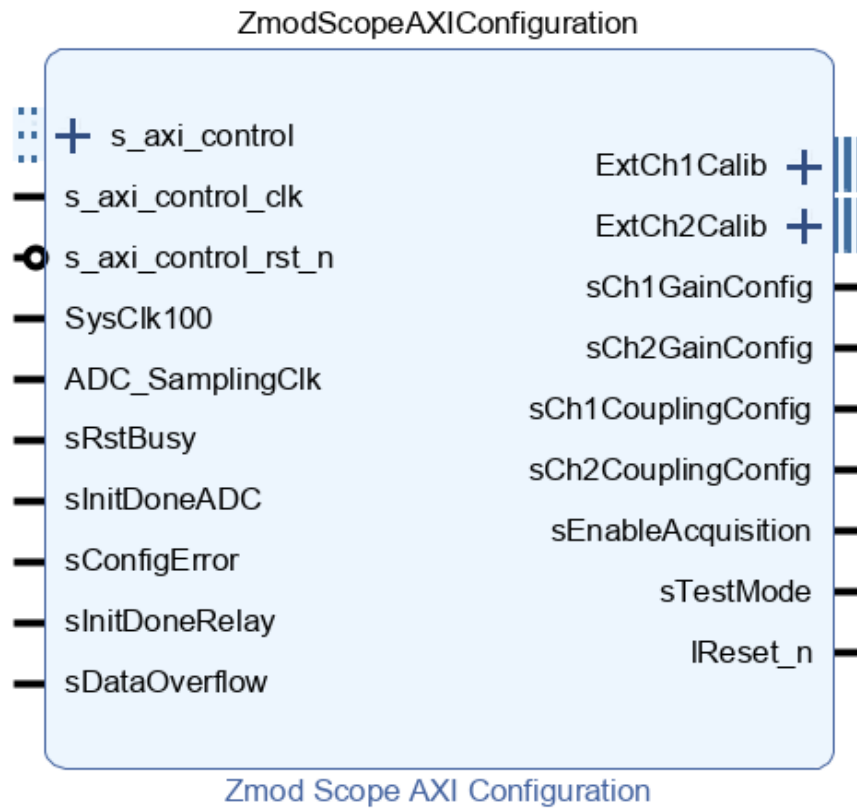 ZmodScopeAXIConfiguration
s_axi_control
s_axi_control_clk
s_axi_control_rst_n
SysClk100
ADC_SamplingClk
sRstBusy
sInitDoneADC
sConfigError
sInitDoneRelay
sDataOverflow
ExtCh1Calib
ExtCh2Calib
sCh1GainConfig
sCh2GainConfig
sCh1CouplingConfig
sCh2CouplingConfig
sEnableAcquisition
sTestMode
lReset_n
Zmod Scope AXI Configuration